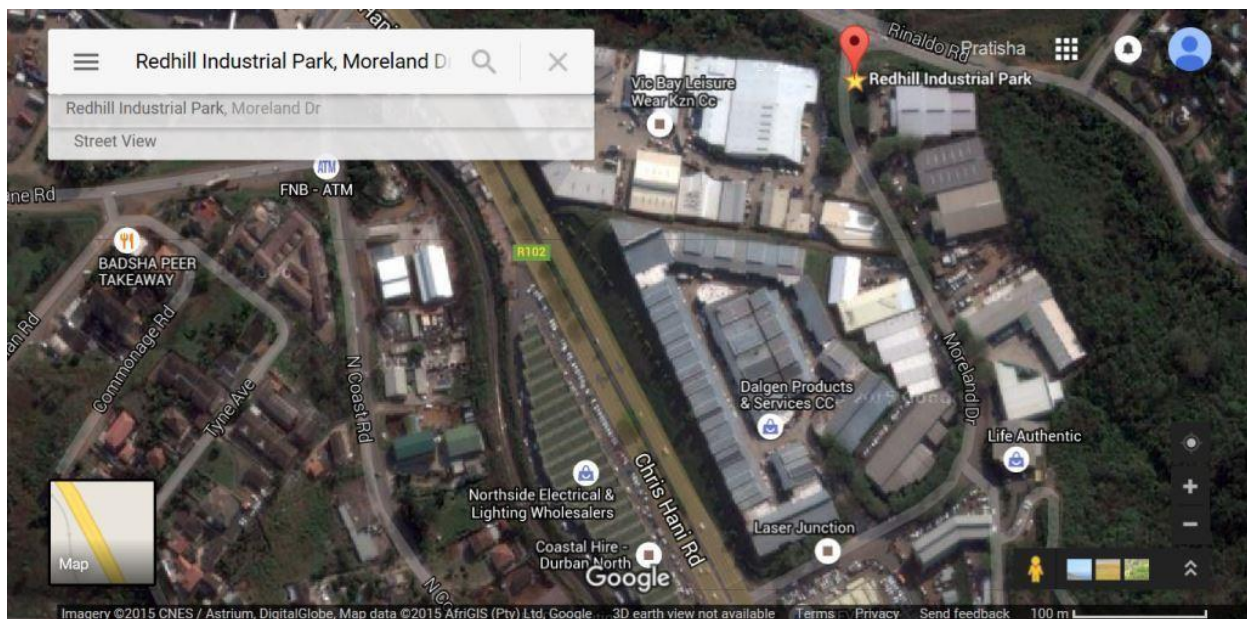 Redhill Industrial Park, Moreland D
Redhill Industrial Park, Moreland Dr
Street View
Rinaldo Rd
Pratisha
Redhill Industrial Park
Vic Bay Leisure
Wear Kzn Cc
ATM
FNB - ATM
R102
BADSHA PEER
TAKEAWAY
Commonage Rd
Tyne Ave
N Coast Rd
Moreland Dr
Dalgen Products
& Services CC
Life Authentic
Northside Electrical &
Lighting Wholesalers
Chris Hani Rd
Laser Junction
Coastal Hire -
Durban North
Google
Map
Imagery ©2015 CNES / Astrium, DigitalGlobe, Map data ©2015 AfriGIS (Pty) Ltd, Google 3D earth view not available Terms Privacy Send feedback 100 m